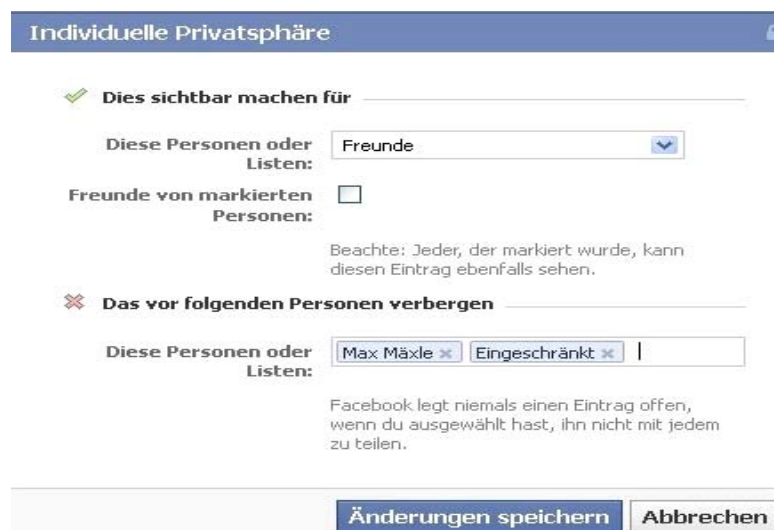 Individuelle Privatsphäre
Dies sichtbar machen für
Diese Personen oder
Listen:
Freunde
Freunde von markierten
Personen:
Beachte: Jeder, der markiert wurde, kann
diesen Eintrag ebenfalls sehen.
Das vor folgenden Personen verbergen
Diese Personen oder
Listen:
Max Mäxle Eingeschränkt
Facebook legt niemals einen Eintrag offen,
wenn du ausgewählt hast, ihn nicht mit jedem
zu teilen.
Änderungen speichern Abbrechen